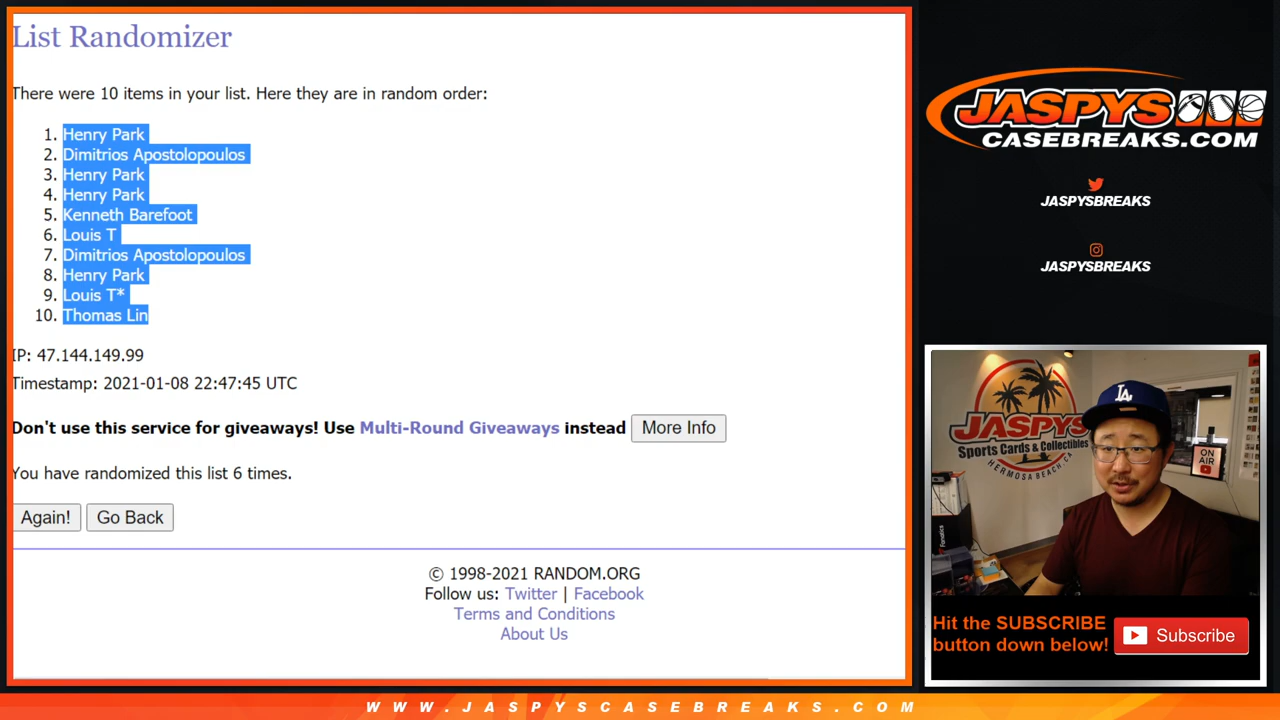 List Randomizer
There were 10 items in your list. Here they are in random order:
1. Henry Park
2. Dimitrios Apostolopoulos
3. Henry Park
4. Henry Park
5. Kenneth Barefoot
6. Louis T
7. Dimitrios Apostolopoulos
8. Henry Park
9. Louis T*
10. Thomas Lin
IP: 47.144.149.99
Timestamp: 2021-01-08 22:47:45 UTC
Don't use this service for giveaways! Use Multi-Round Giveaways instead More Info
You have randomized this list 6 times.
Again! Go Back
© 1998-2021 RANDOM.ORG
Follow us: Twitter | Facebook
Terms and Conditions
About Us
JASPYS
CASEBREAKS.COM
JASPYSBREAKS
JASPYSBREAKS
JASPYS
Sports Cards & Collectibles
HERMOSA BEACH, CA
LA
ON
AIR
Fanatics
Hit the SUBSCRIBE
button down below!
Subscribe
WWW.JASPYSCASEBREAKS.COM